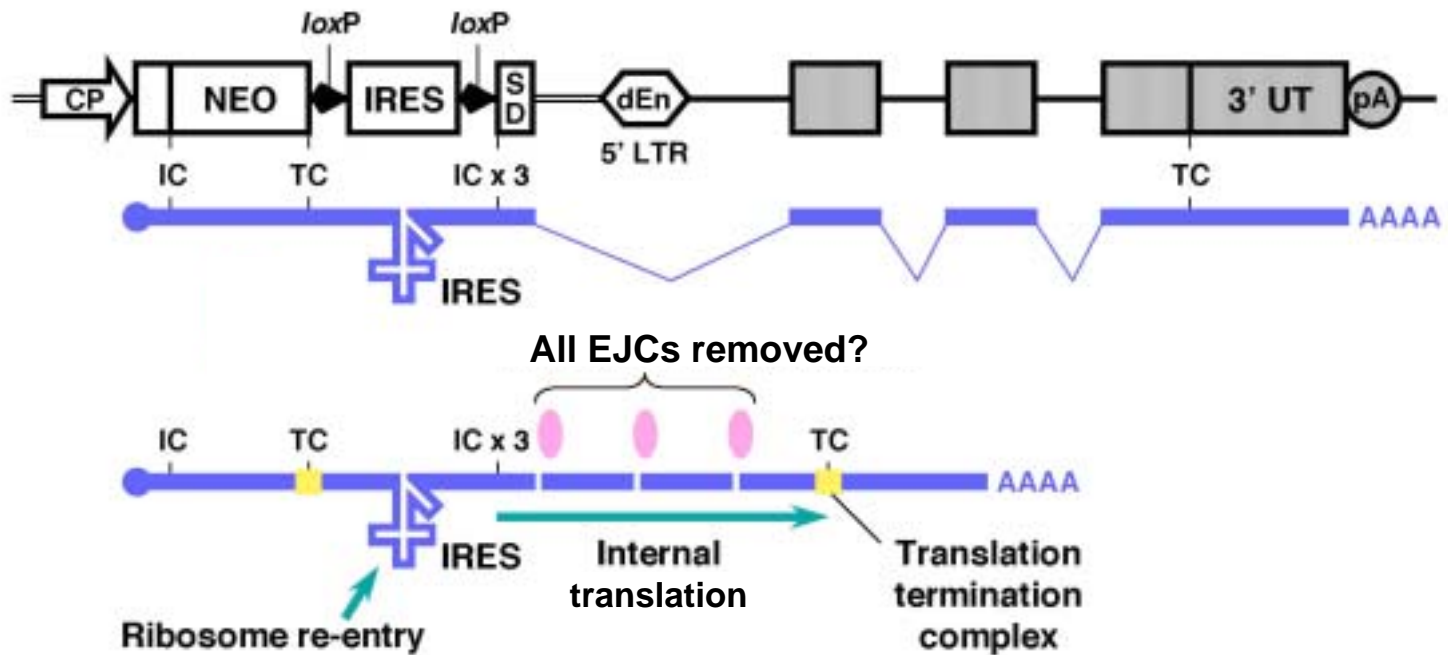 loxP loxP
CP NEO IRES SD dEn 3' UT pA
5' LTR
IC TC IC x 3 TC
AAAA
IRES
All EJCs removed?
IC TC IC x 3 TC
AAAA
IRES
Internal
translation
Translation
termination
complex
Ribosome re-entry